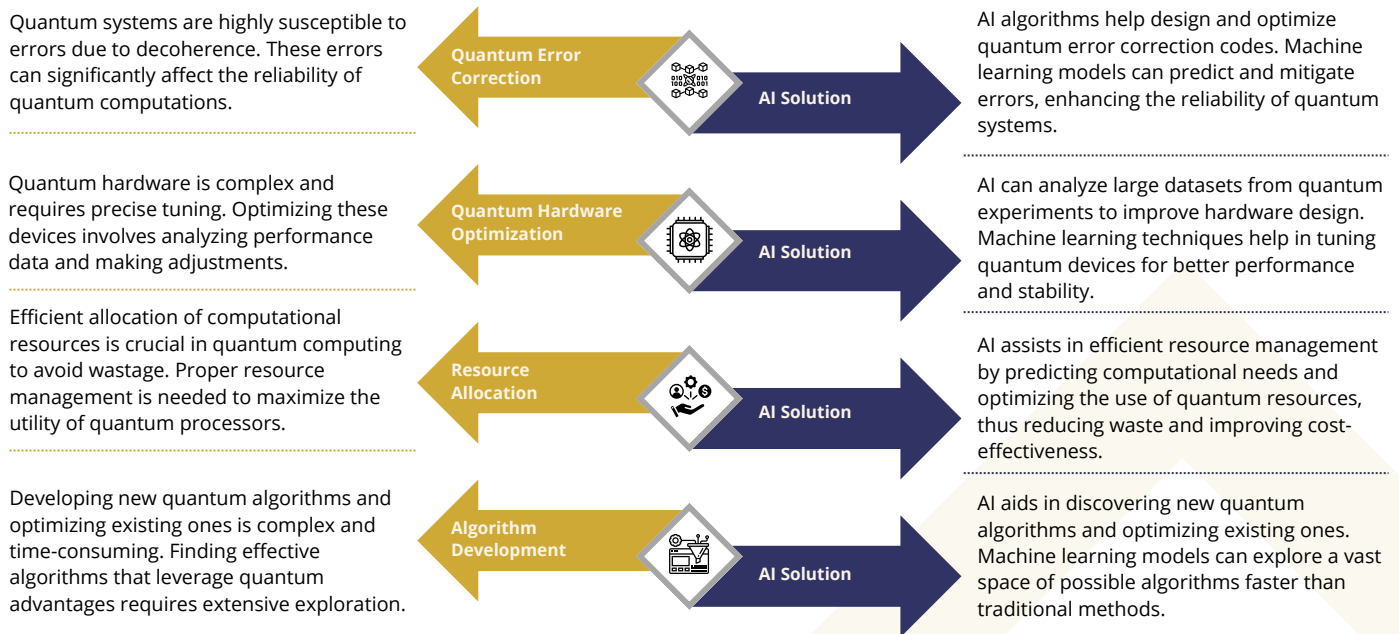 Quantum systems are highly susceptible to
errors due to decoherence. These errors
can significantly affect the reliability of
quantum computations.
Quantum Error
Correction
010 010
100 001
AI Solution
AI algorithms help design and optimize
quantum error correction codes. Machine
learning models can predict and mitigate
errors, enhancing the reliability of quantum
systems.
Quantum hardware is complex and
requires precise tuning. Optimizing these
devices involves analyzing performance
data and making adjustments.
Quantum Hardware
Optimization
AI Solution
AI can analyze large datasets from quantum
experiments to improve hardware design.
Machine learning techniques help in tuning
quantum devices for better performance
and stability.
Efficient allocation of computational
resources is crucial in quantum computing
to avoid wastage. Proper resource
management is needed to maximize the
utility of quantum processors.
Resource
Allocation
$
AI Solution
AI assists in efficient resource management
by predicting computational needs and
optimizing the use of quantum resources,
thus reducing waste and improving cost-
effectiveness.
Developing new quantum algorithms and
optimizing existing ones is complex and
time-consuming. Finding effective
algorithms that leverage quantum
advantages requires extensive exploration.
Algorithm
Development
AI Solution
AI aids in discovering new quantum
algorithms and optimizing existing ones.
Machine learning models can explore a vast
space of possible algorithms faster than
traditional methods.